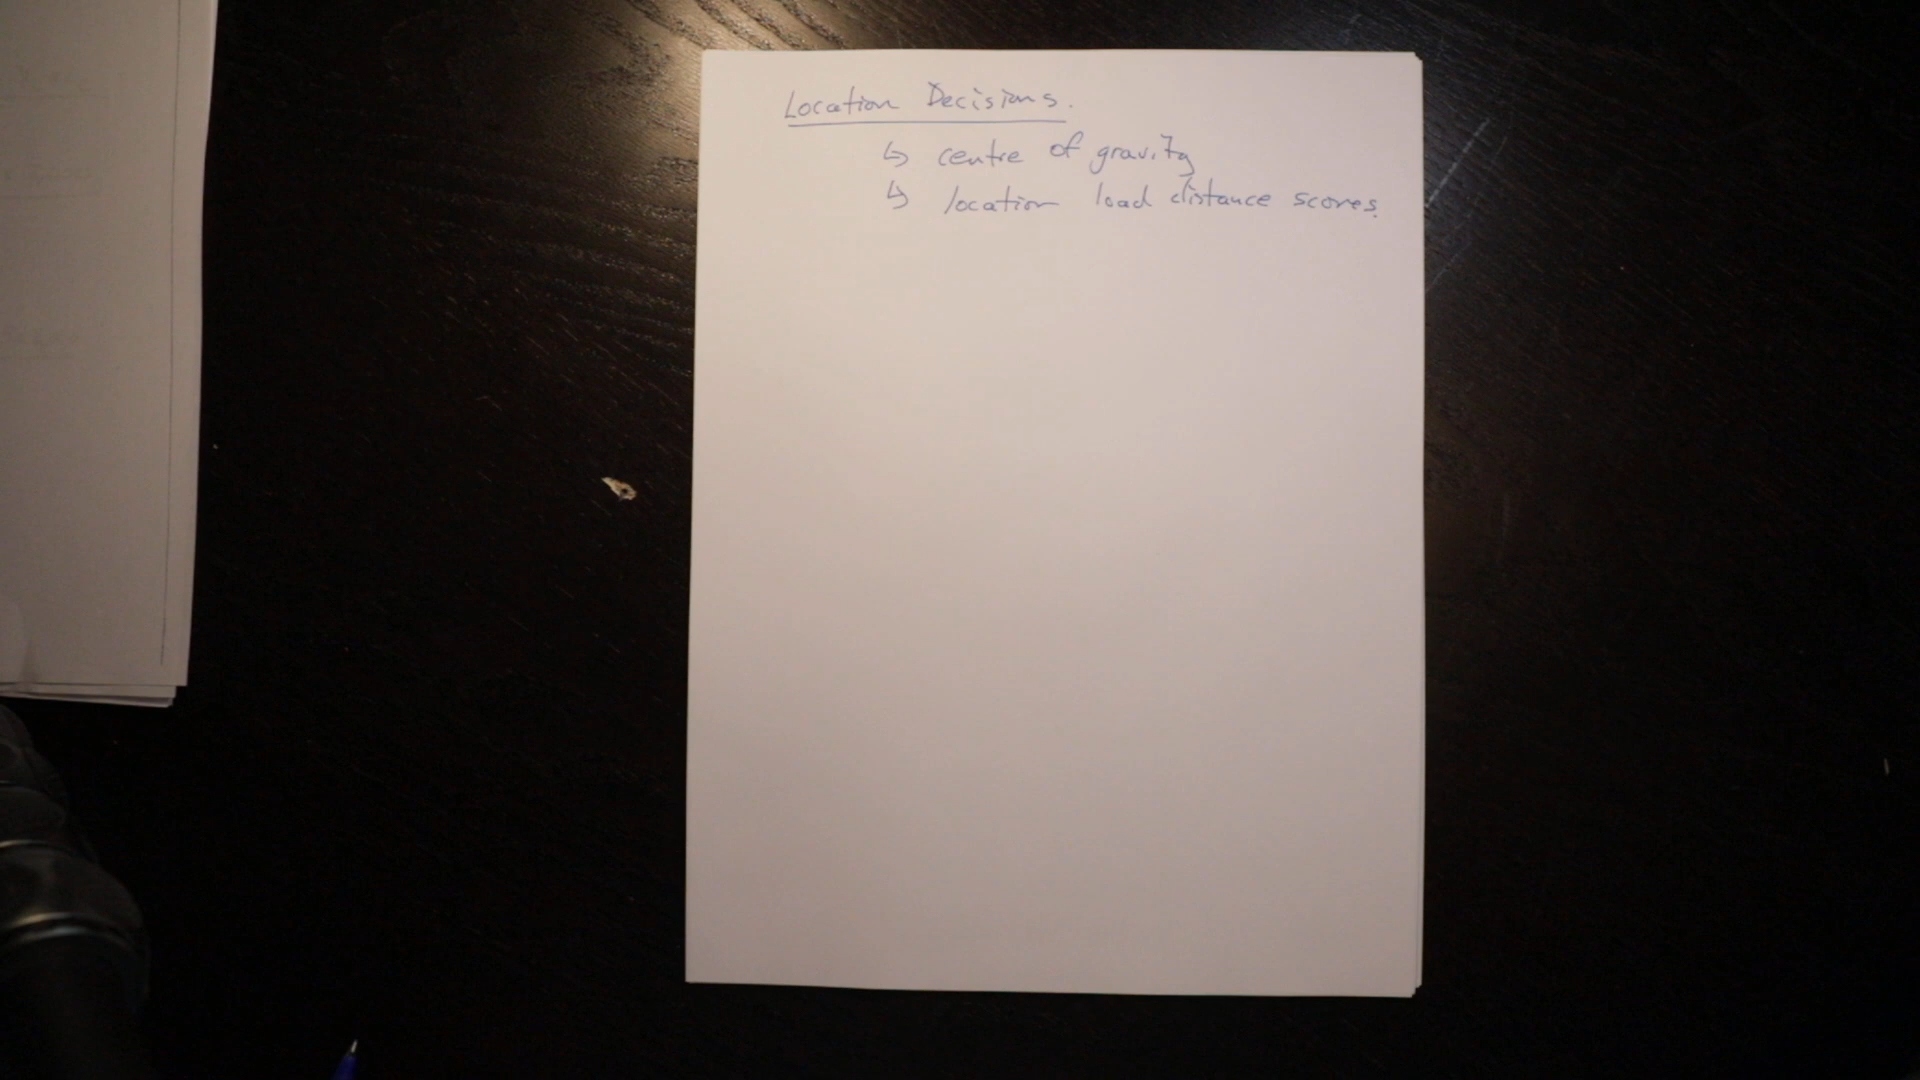 Location Decisions.
↳ centre of gravity
↳ location load distance scores.